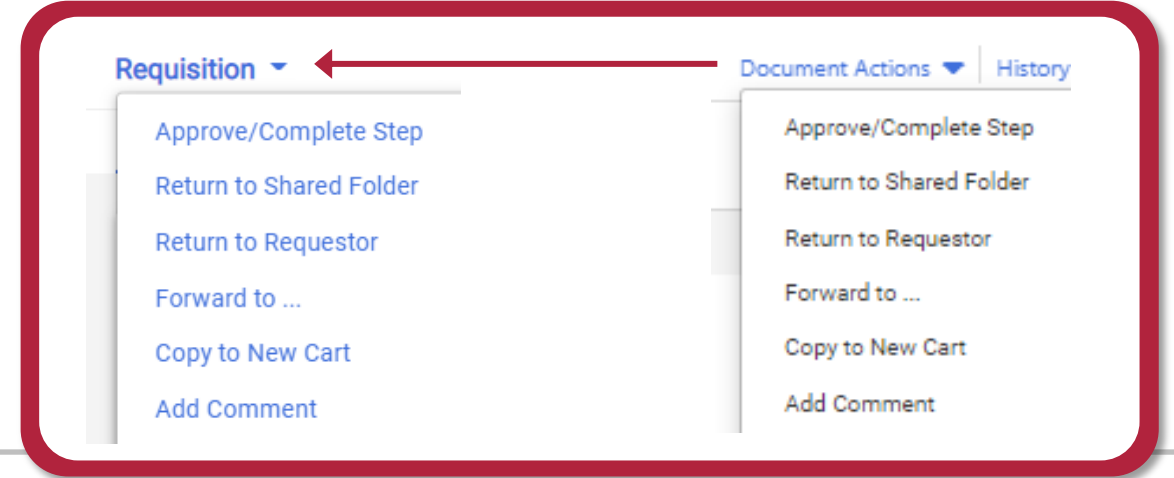 Requisition
Approve/Complete Step
Return to Shared Folder
Return to Requestor
Forward to ...
Copy to New Cart
Add Comment
Document Actions
History
Approve/Complete Step
Return to Shared Folder
Return to Requestor
Forward to ...
Copy to New Cart
Add Comment